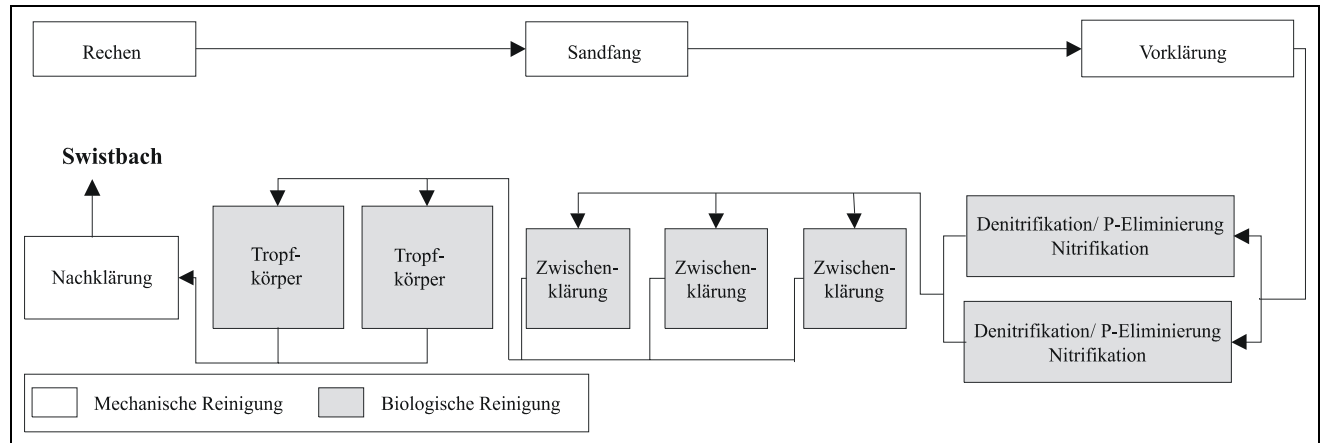 Rechen
Sandfang
Vorklärung
Swistbach
Nachklärung
Tropf-
körper
Tropf-
körper
Zwischen-
klärung
Zwischen-
klärung
Zwischen-
klärung
Denitrifikation/ P-Eliminierung
Nitrifikation
Denitrifikation/ P-Eliminierung
Nitrifikation
Mechanische Reinigung
Biologische Reinigung